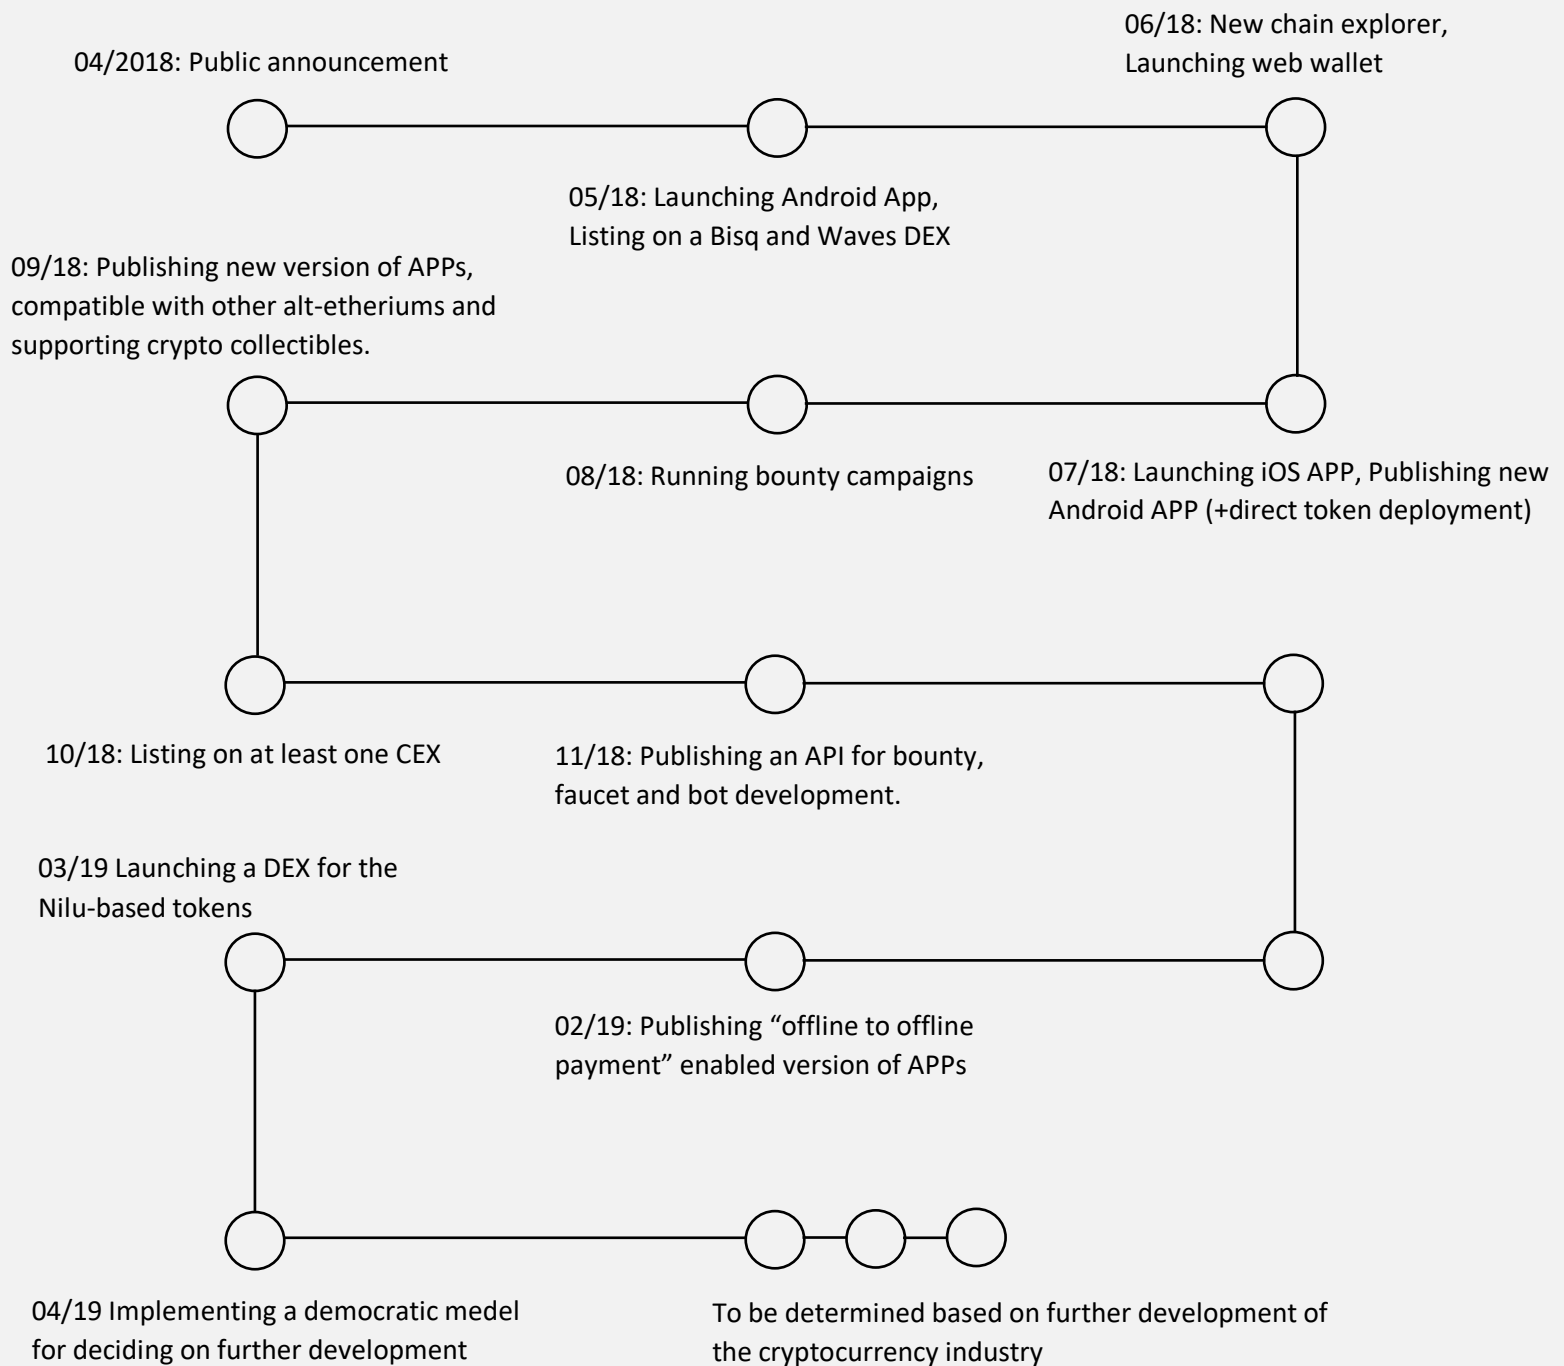 04/2018: Public announcement
06/18: New chain explorer,
Launching web wallet
05/18: Launching Android App,
Listing on a Bisq and Waves DEX
09/18: Publishing new version of APPs,
compatible with other alt-etheriums and
supporting crypto collectibles.
08/18: Running bounty campaigns
07/18: Launching iOS APP, Publishing new
Android APP (+direct token deployment)
10/18: Listing on at least one CEX
11/18: Publishing an API for bounty,
faucet and bot development.
03/19 Launching a DEX for the
Nilu-based tokens
02/19: Publishing “offline to offline
payment” enabled version of APPs
04/19 Implementing a democratic medel
for deciding on further development
To be determined based on further development of
the cryptocurrency industry